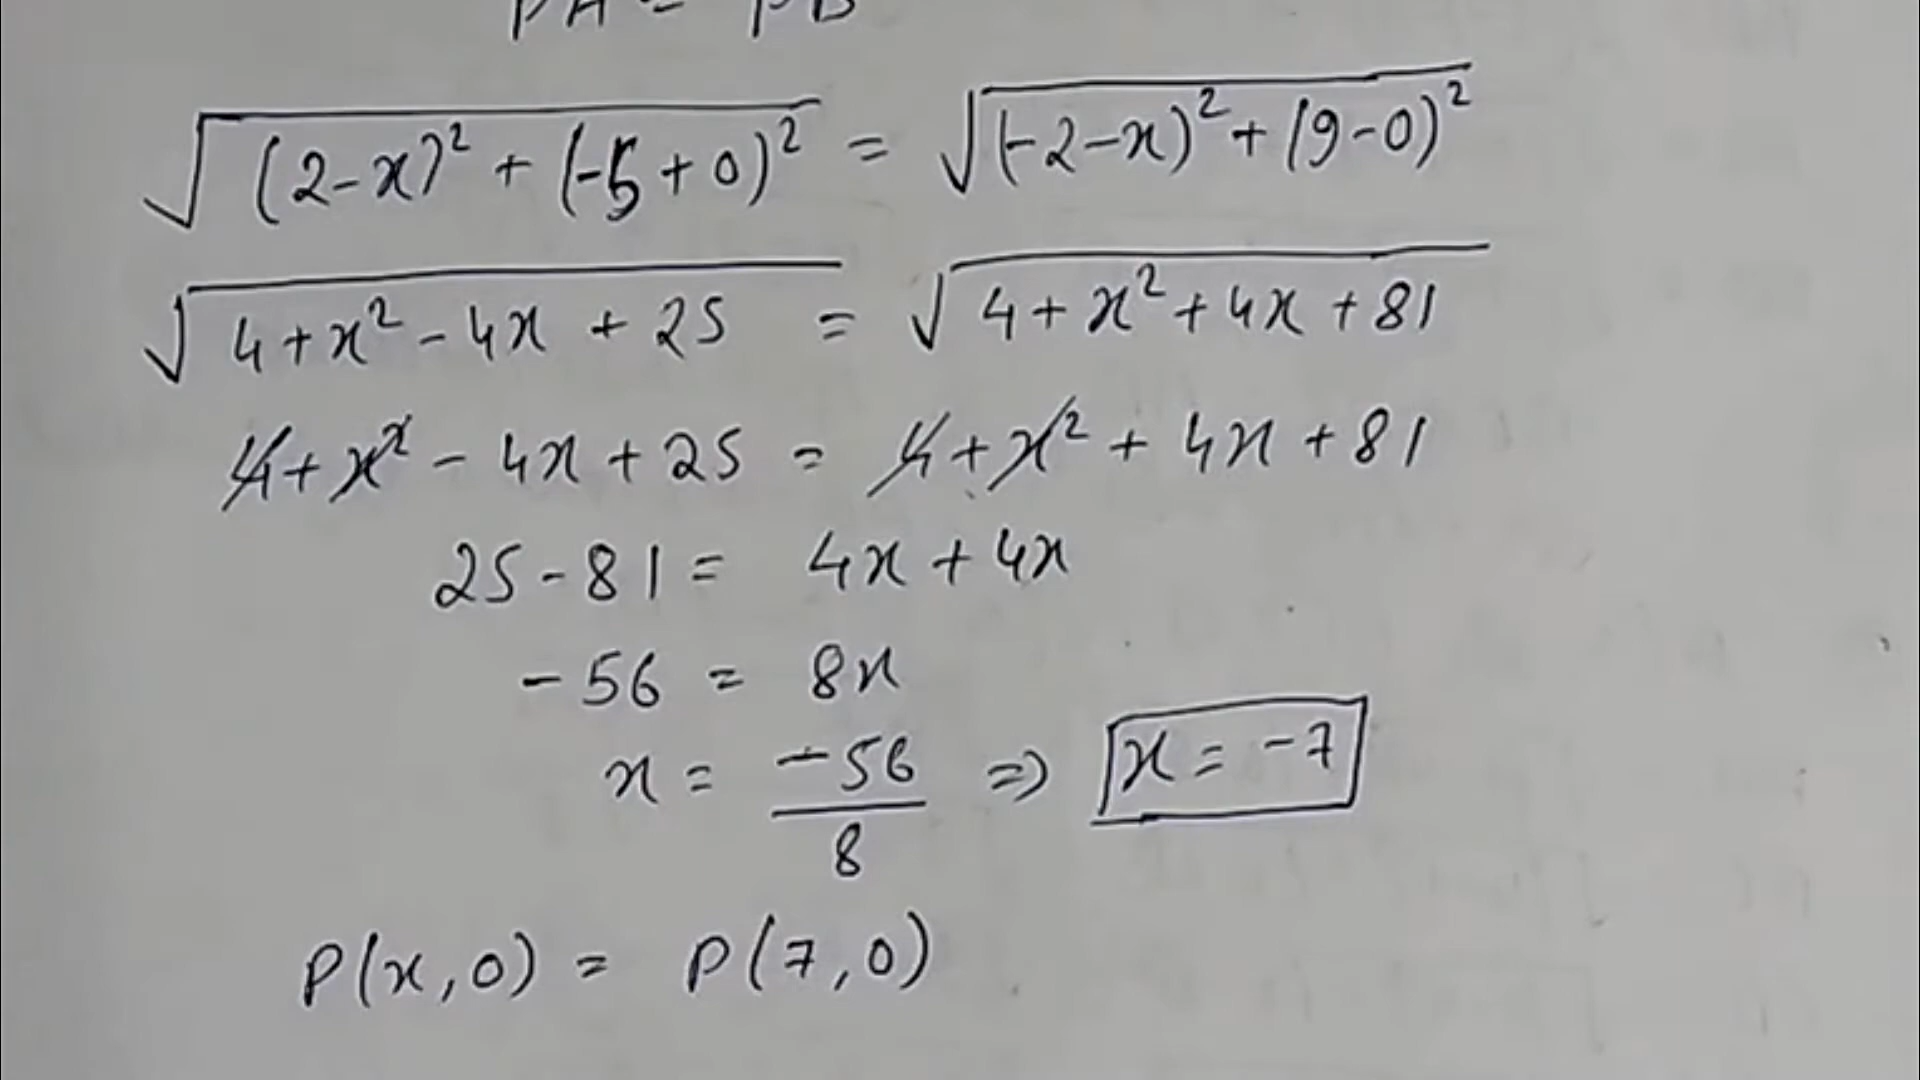 PA = PB
√(2-x)² + (-5+0)² = √(-2-x)² + (9-0)²
√4+x²-4x+25 = √4+x²+4x+81
4+x²-4x+25 = 4+x²+4x+81
25-81 = 4x+4x
-56 = 8x
x = -56/8 => x = -7
P(x,0) = P(7,0)